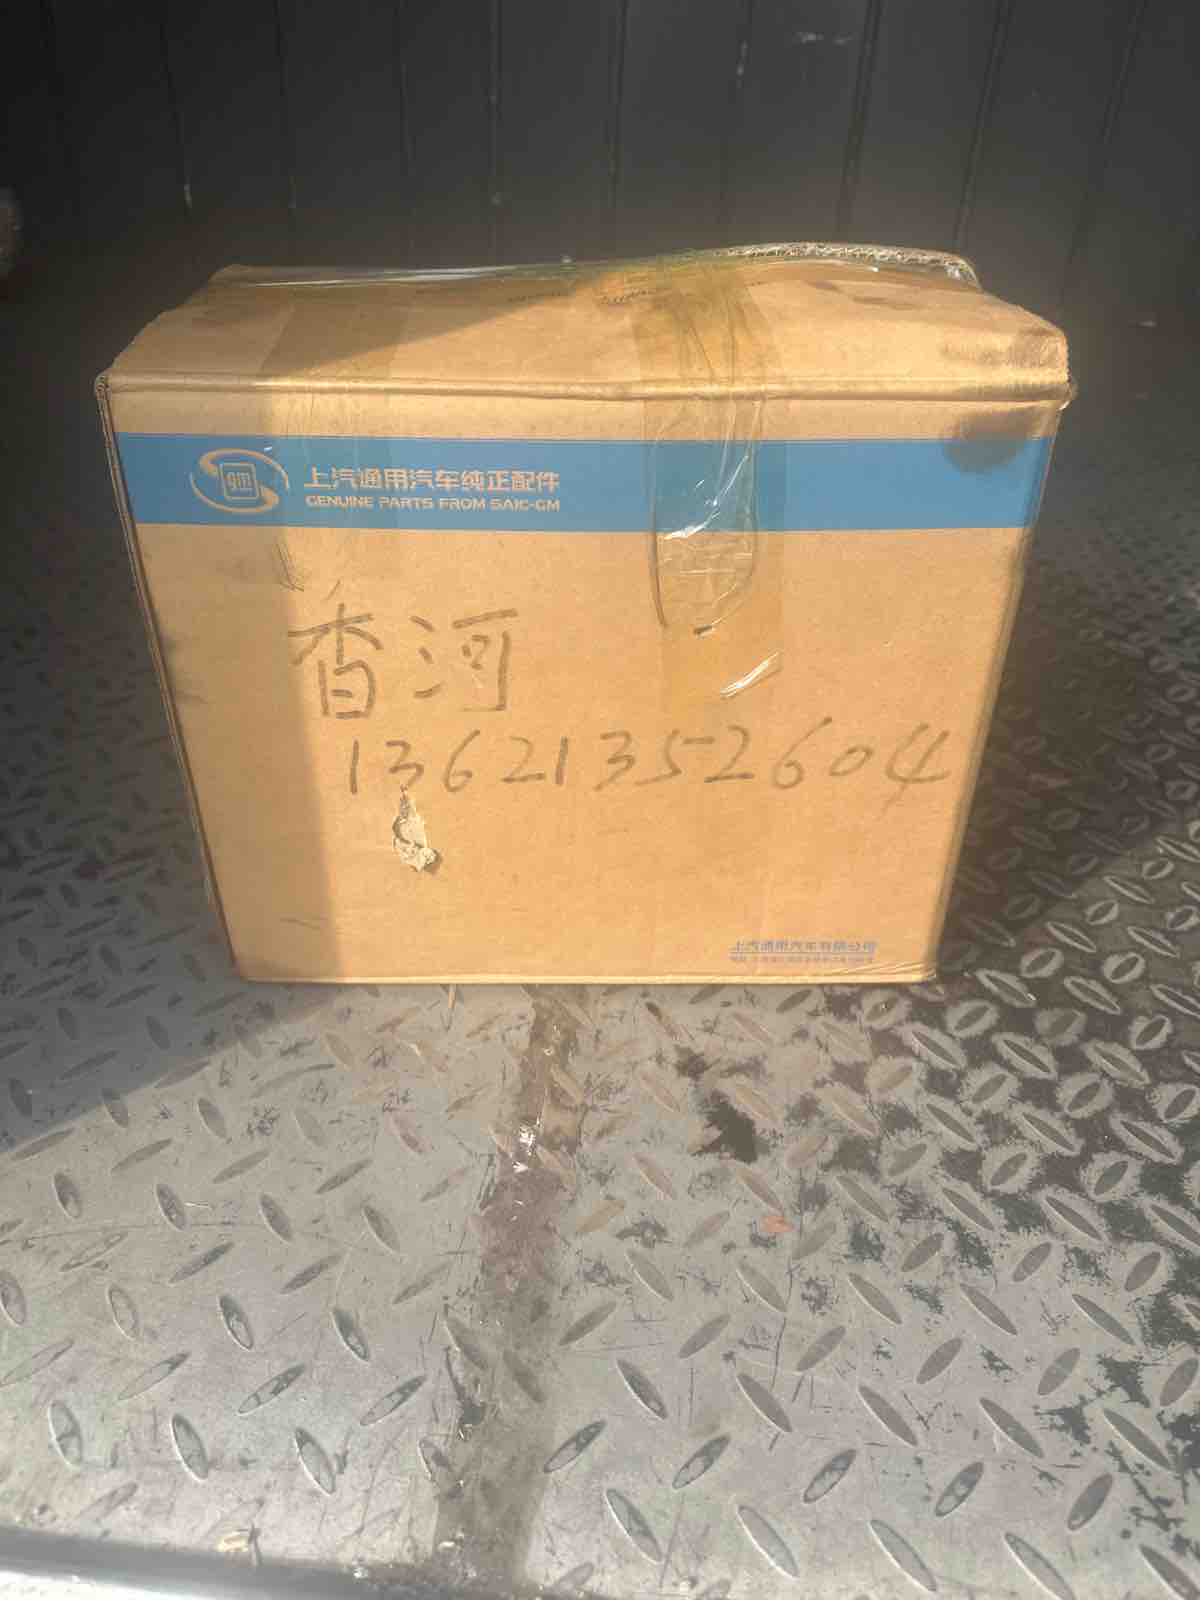 gm
上汽通用汽车纯正配件
GENUINE PARTS FROM SAIC-GM
香河
13621352604
上汽通用汽车有限公司